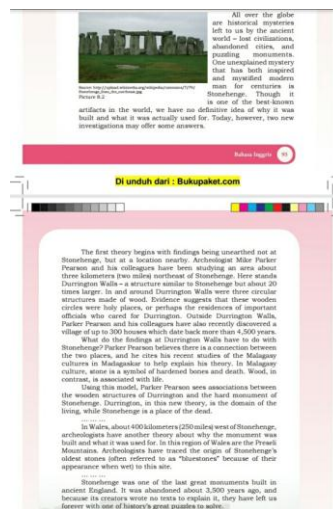 All over the globe
are historical mysteries
left to us by the ancient
world – lost civilizations,
abandoned cities, and
puzzling monuments.
One unexplained mystery
that has both inspired
and mystified modern
man for centuries is
Stonehenge. Though it
is one of the best-known
artifacts in the world, we have no definitive idea of why it was
built and what it was actually used for. Today, however, two new
investigations may offer some answers.
Picture 8.2
Bahasa Inggris
Di unduh dari : Bukupaket.com
The first theory begins with findings being unearthed not at
Stonehenge, but at a location nearby. Archeologist Mike Parker
Pearson and his colleagues have been studying an area about
three kilometers (two miles) northeast of Stonehenge. Here stands
Durrington Walls – a structure similar to Stonehenge but about 20
times larger. In and around Durrington Walls were three circular
structures made of wood. Evidence suggests that these wooden
circles were holy places, or perhaps the residences of important
officials who cared for Durrington. Outside Durrington Walls,
Parker Pearson and his colleagues have also recently discovered a
village of up to 300 houses which date back more than 4,500 years.
What do the findings at Durrington Walls have to do with
Stonehenge? Parker Pearson believes there is a connection between
the two places, and he cites his recent studies of the Malagasy
cultures in Madagaskar to help explain his theory. In Malagasy
culture, stone is a symbol of hardened bones and death. Wood, in
contrast, is associated with life.
Using this model, Parker Pearson sees associations between
the wooden structures of Durrington and the hard monument of
Stonehenge. Durrington, in this new theory, is the domain of the
living, while Stonehenge is a place of the dead.
... ... ...
In Wales, about 400 kilometers (250 miles) west of Stonehenge,
archeologists have another theory about why the monument was
built and what it was used for. In this region of Wales are the Preseli
Mountains. Archeologists have traced the origin of Stonehenge's
oldest stones (often referred to as "bluestones" because of their
appearance when wet) to this site.
... ... ...
Stonehenge was one of the last great monuments built in
ancient England. It was abandoned about 3,500 years ago, and
because its creators wrote no texts to explain it, they have left us
forever with one of history's great puzzles to solve.